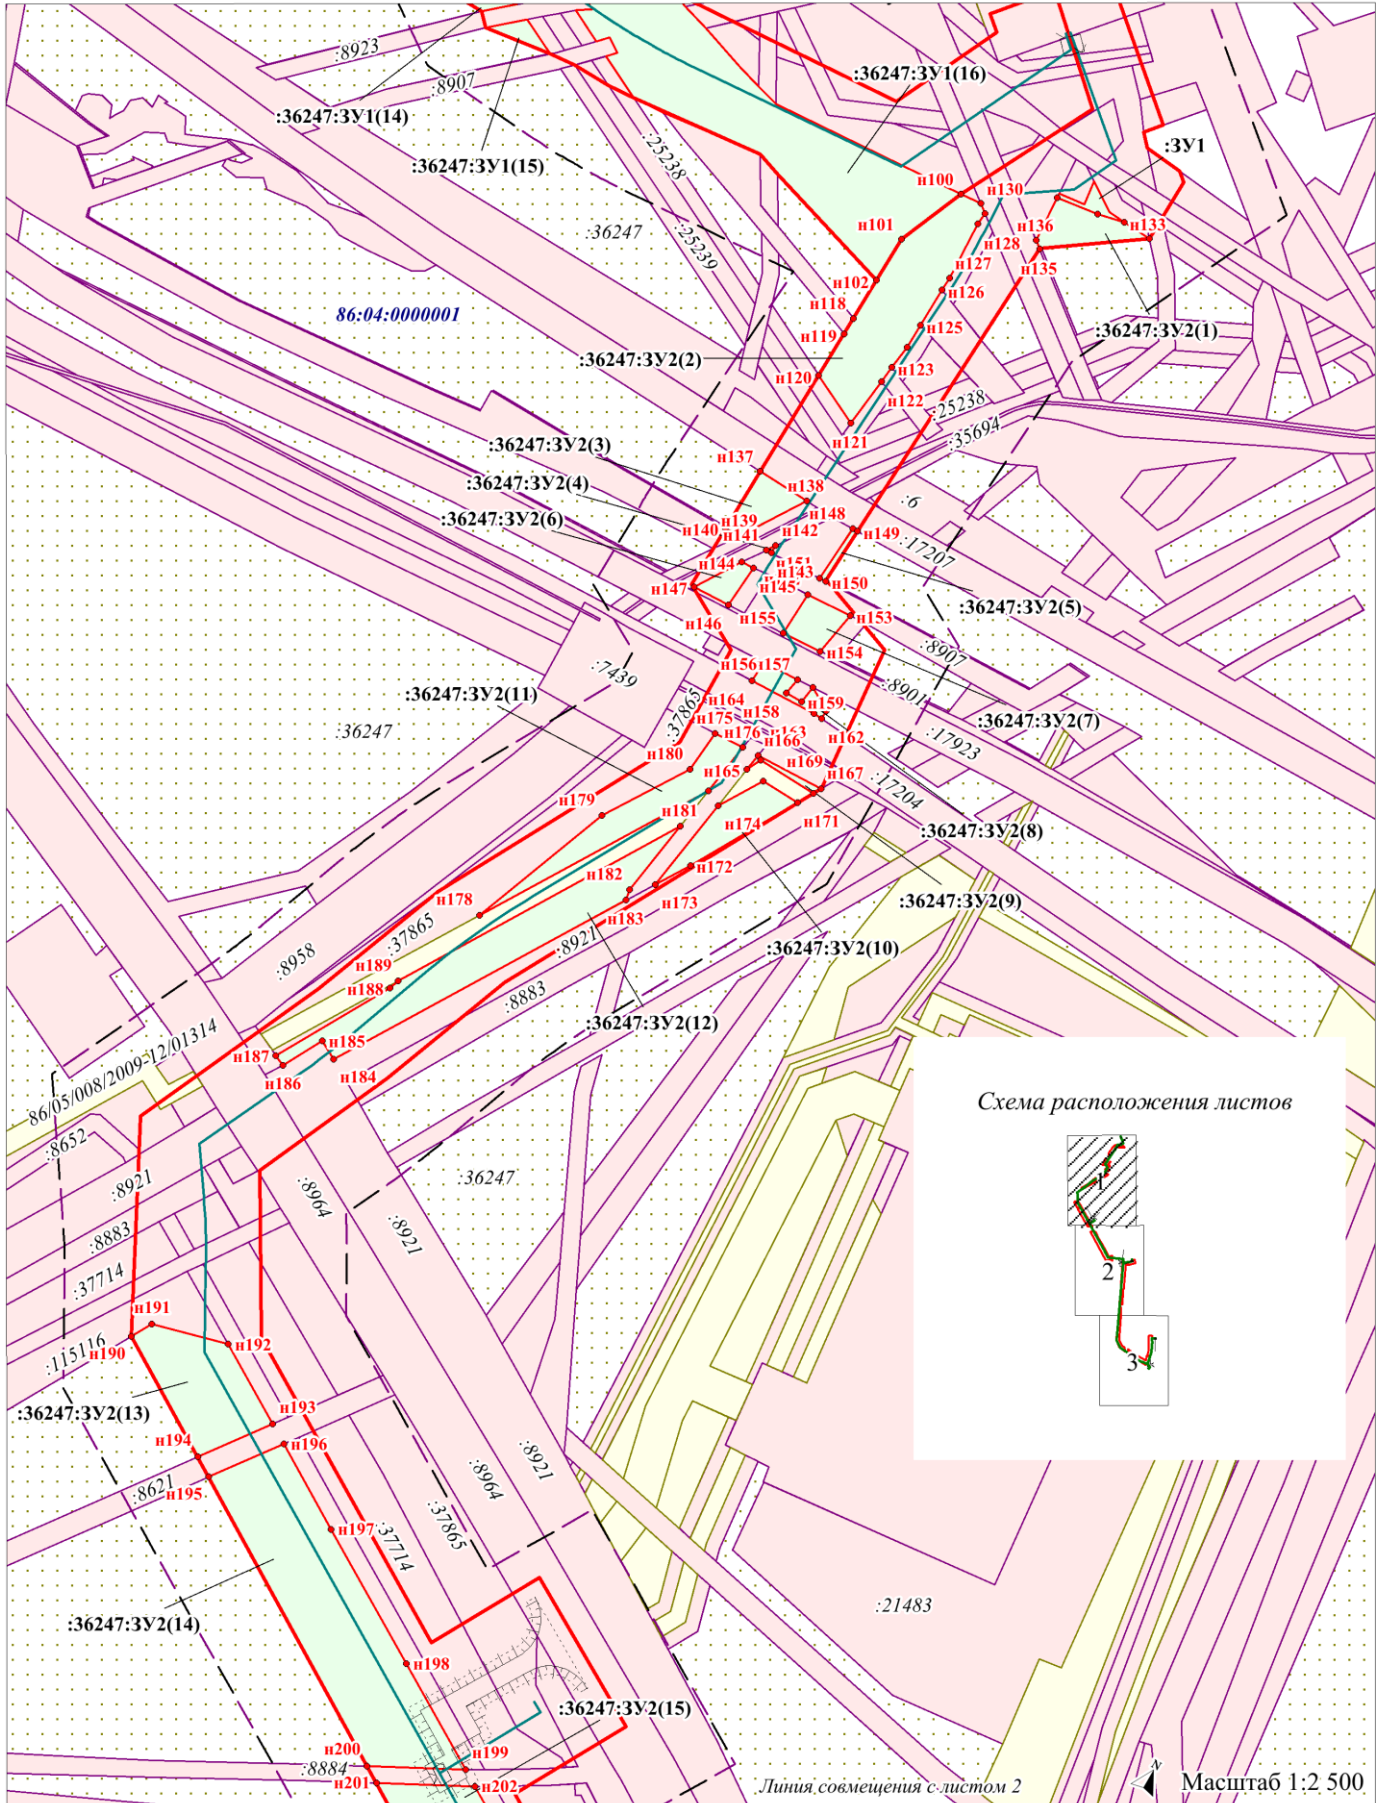 :8923
:36247:ЗУ1(16)
:8907
:36247:ЗУ1(14)
:25238
:36247:ЗУ1(15)
:ЗУ1
н100
н130
:36247
н101
н136
н133
н128
:25239
н135
н127
н102
н126
н118
86:04:0000001
н125
н119
:36247:ЗУ2(1)
:36247:ЗУ2(2)
н123
н120
н122
:25238
н121
:35694
:36247:ЗУ2(3)
н137
:36247:ЗУ2(4)
н138
:6
:36247:ЗУ2(6)
н139
н148
н140
н149
н142
н141
:17207
н151
н144
н143
н150
н147
н145
:36247:ЗУ2(5)
н146
н155
н153
:8907
н154
н156
н157
:7439
:8901
:36247:ЗУ2(11)
н164
н159
:37865
н158
:36247:ЗУ2(7)
:36247
н175
н163
н162
н176
:17923
н180
н166
н169
н165
н167
:17204
н179
н181
н174
н171
:36247:ЗУ2(8)
н182
н172
:36247:ЗУ2(9)
н178
н173
н183
:37865
:36247:ЗУ2(10)
:8921
:8958
н189
н188
:8883
:36247:ЗУ2(12)
86/05/008/2009-12/01314
н187
н185
н186
н184
Схема расположения листов
:8652
:36247
:8921
1
:8964
:8921
:8883
:37714
2
н191
н192
н190
:115116
3
:36247:ЗУ2(13)
н193
н194
н196
:8921
:8964
:8621
н195
н197
:37865
:37714
:21483
:36247:ЗУ2(14)
н198
:36247:ЗУ2(15)
н200
н199
:8884
н201
н202
Линия совмещения с листом 2
N
Масштаб 1:2 500